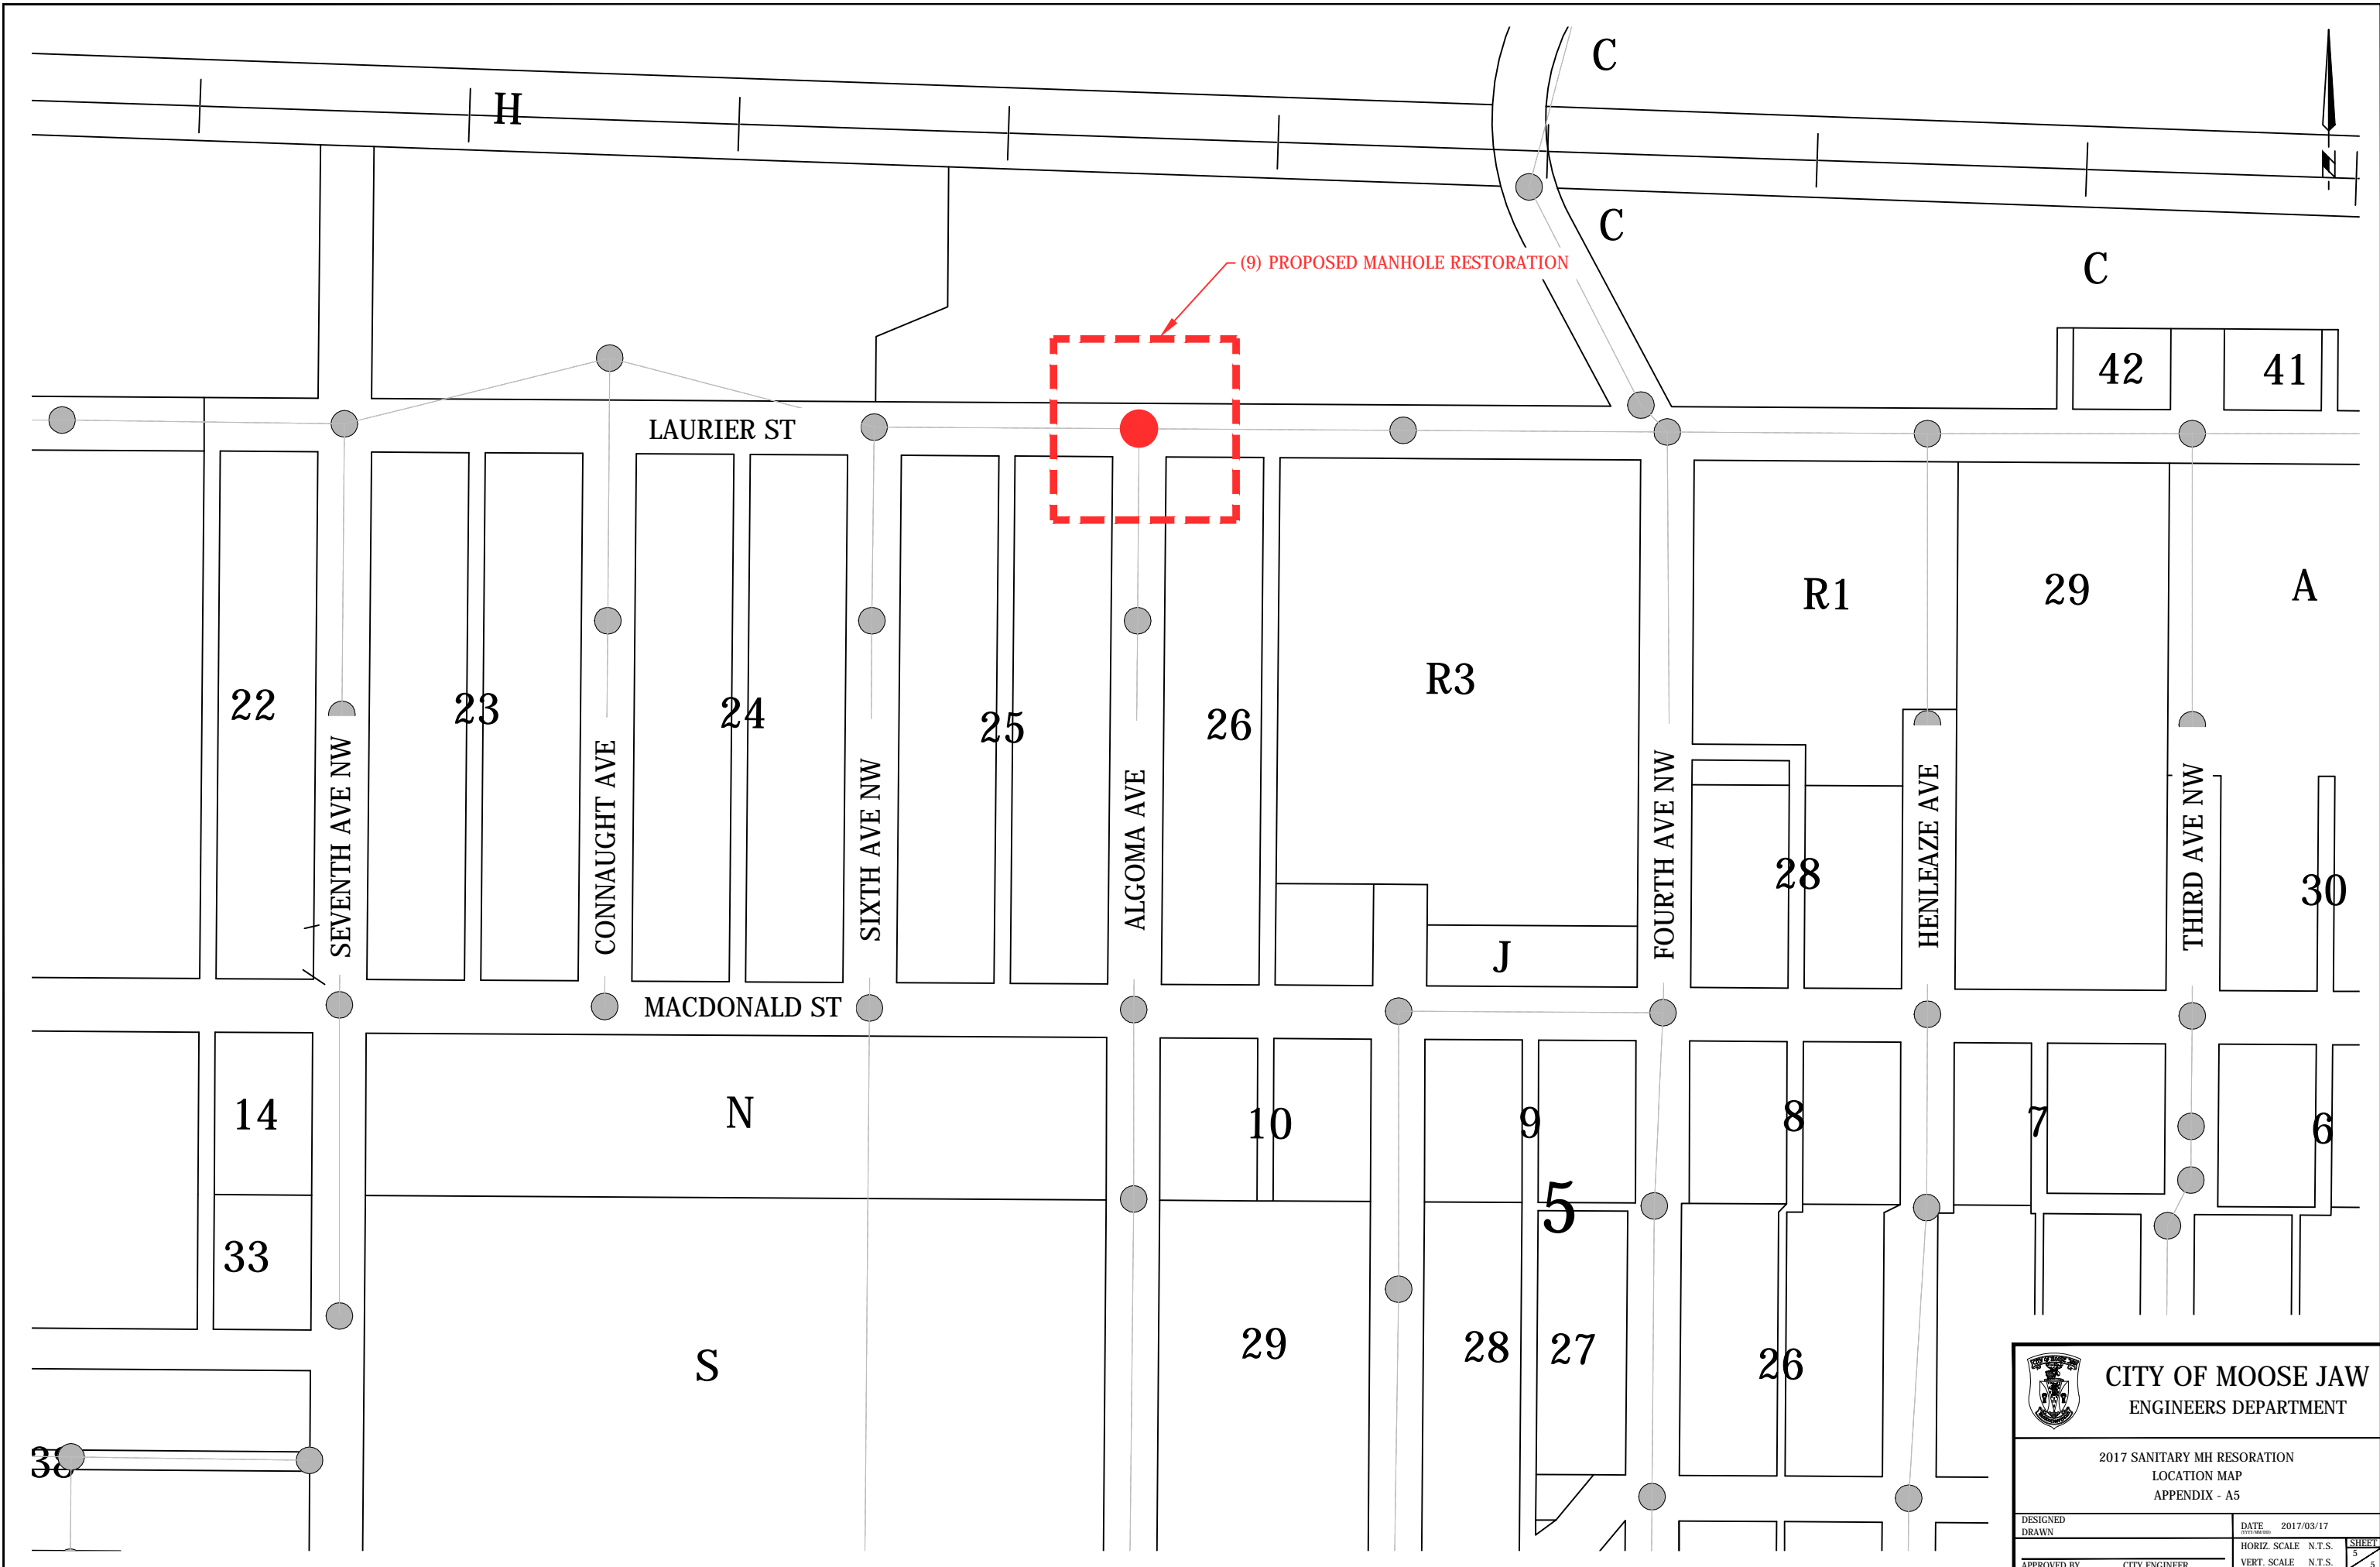 H
C
N
C
C
(9) PROPOSED MANHOLE RESTORATION
42
41
LAURIER ST
R1
29
A
R3
22
23
24
25
26
SEVENTH AVE NW
CONNAUGHT AVE
SIXTH AVE NW
ALGOMA AVE
FOURTH AVE NW
HENLEAZE AVE
THIRD AVE NW
28
30
J
MACDONALD ST
14
N
10
9
8
7
6
5
33
S
29
28
27
26
CITY OF MOOSE JAW
ENGINEERS DEPARTMENT
2017 SANITARY MH RESORATION
LOCATION MAP
APPENDIX - A5
DESIGNED
DRAWN
DATE 2017/03/17
HORIZ. SCALE N.T.S.
SHEET
5
5
VERT. SCALE N.T.S.
APPROVED BY CITY ENGINEER